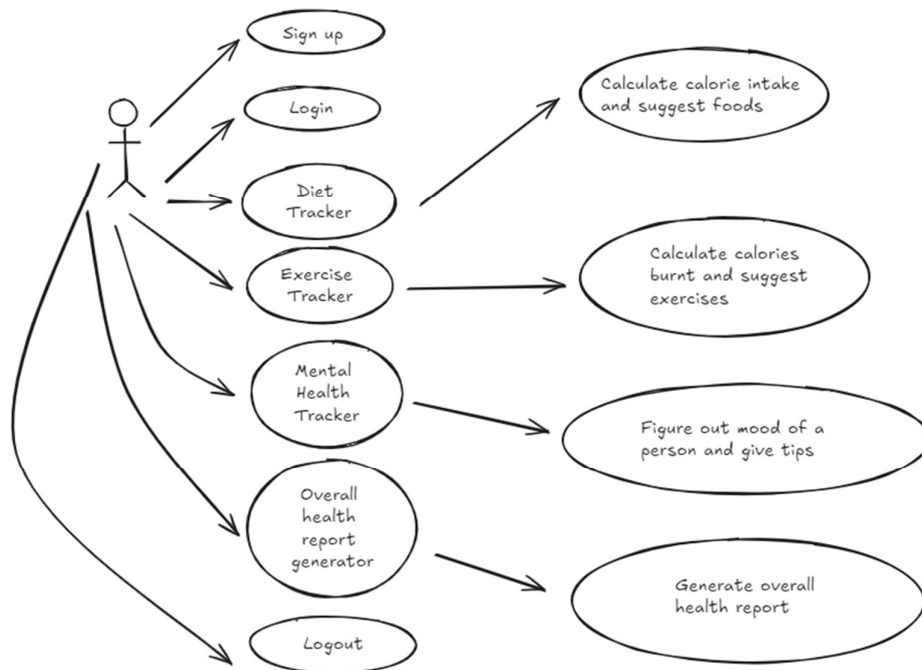 Sign up
Login
Diet
Tracker
Exercise
Tracker
Mental
Health
Tracker
Overall
health
report
generator
Logout
Calculate calorie intake
and suggest foods
Calculate calories
burnt and suggest
exercises
Figure out mood of a
person and give tips
Generate overall
health report